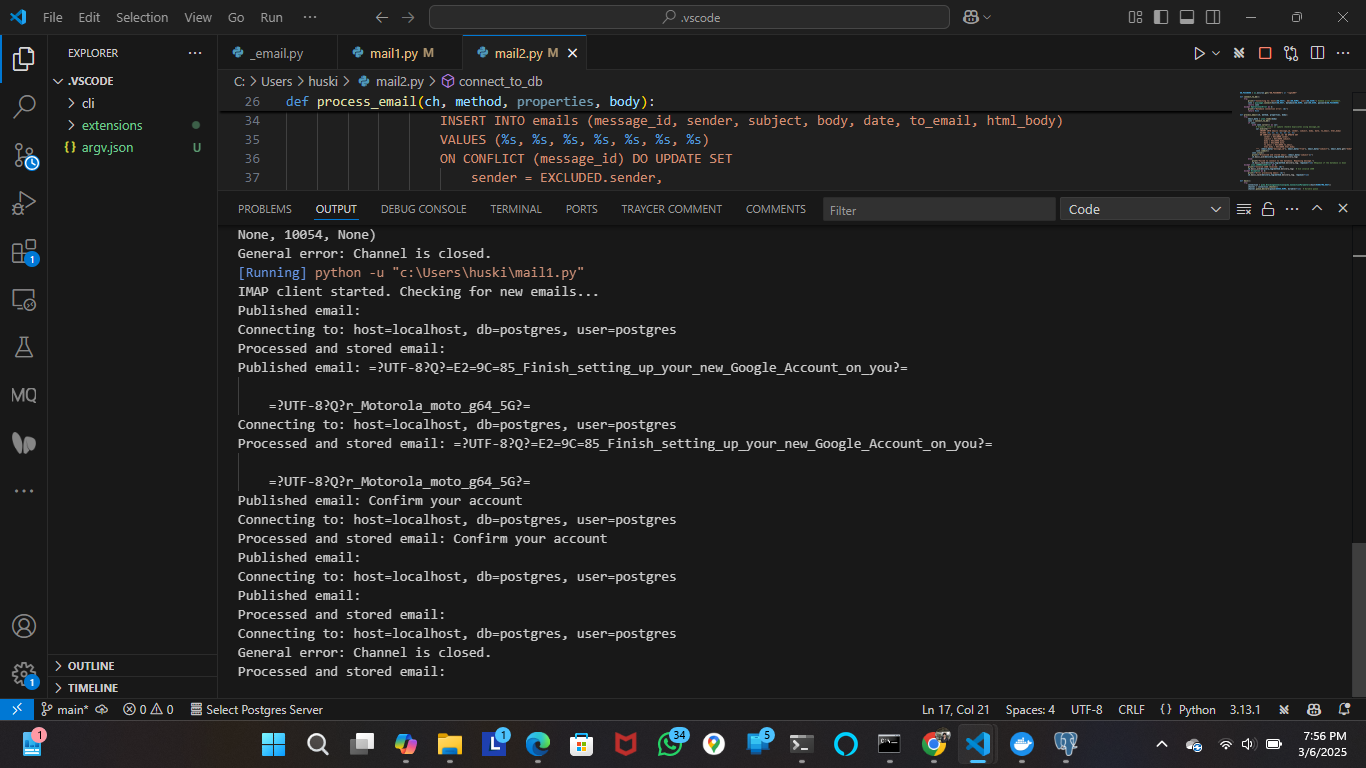 File Edit Selection View Go Run ··· .vscode
EXPLORER ···
.VSCODE
cli
extensions
argv.json U
OUTLINE
TIMELINE
_email.py mail1.py M mail2.py M
C: > Users > huski > mail2.py > connect_to_db
26 def process_email(ch, method, properties, body):
34 INSERT INTO emails (message_id, sender, subject, body, date, to_email, html_body)
35 VALUES (%s, %s, %s, %s, %s, %s, %s)
36 ON CONFLICT (message_id) DO UPDATE SET
37 sender = EXCLUDED.sender,
PROBLEMS OUTPUT DEBUG CONSOLE TERMINAL PORTS TRAYCER COMMENT COMMENTS Filter Code
None, 10054, None)
General error: Channel is closed.
[Running] python -u "c:\Users\huski\mail1.py"
IMAP client started. Checking for new emails...
Published email:
Connecting to: host=localhost, db=postgres, user=postgres
Processed and stored email:
Published email: =?UTF-8?Q?=E2=9C=85_Finish_setting_up_your_new_Google_Account_on_you?=
=?UTF-8?Q?r_Motorola_moto_g64_5G?=
Connecting to: host=localhost, db=postgres, user=postgres
Processed and stored email: =?UTF-8?Q?=E2=9C=85_Finish_setting_up_your_new_Google_Account_on_you?=
=?UTF-8?Q?r_Motorola_moto_g64_5G?=
Published email: Confirm your account
Connecting to: host=localhost, db=postgres, user=postgres
Processed and stored email: Confirm your account
Published email:
Connecting to: host=localhost, db=postgres, user=postgres
Published email:
Processed and stored email:
Connecting to: host=localhost, db=postgres, user=postgres
General error: Channel is closed.
Processed and stored email:
1
MQ
1
main* 0 0 Select Postgres Server Ln 17, Col 21 Spaces: 4 UTF-8 CRLF { } Python 3.13.1
1 L 1 34 5 7:56 PM
3/6/2025